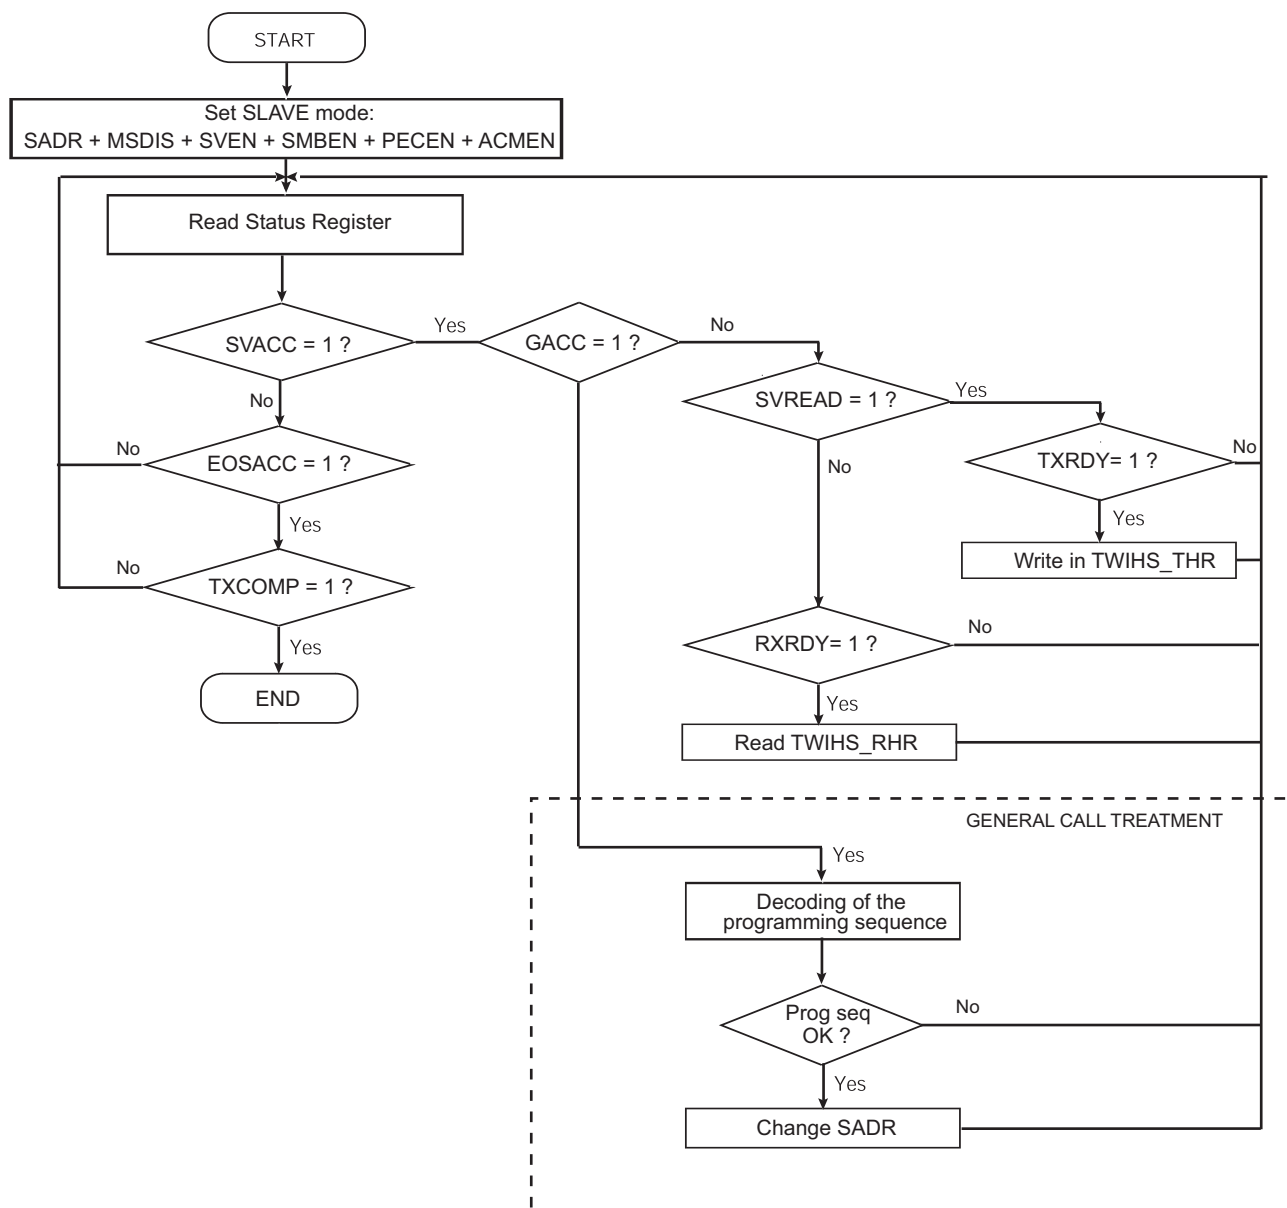 START
Set SLAVE mode:
SADR + MSDIS + SVEN + SMBEN + PECEN + ACMEN
Read Status Register
SVACC = 1 ?
Yes
GACC = 1 ?
No
SVREAD = 1 ?
Yes
No
EOSACC = 1 ?
No
No
TXRDY= 1 ?
No
Yes
Yes
Write in TWIHS_THR
TXCOMP = 1 ?
No
Yes
END
RXRDY= 1 ?
No
Yes
Read TWIHS_RHR
GENERAL CALL TREATMENT
Yes
Decoding of the
programming sequence
Prog seq
OK ?
No
Yes
Change SADR